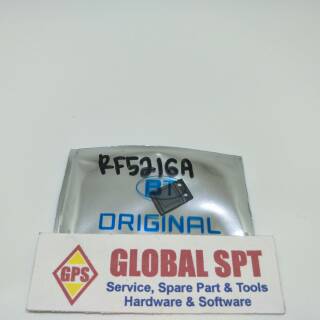 RF5216A
BT
ORIGINAL
GPS
GLOBAL SPT
Service, Spare Part & Tools
Hardware & Software